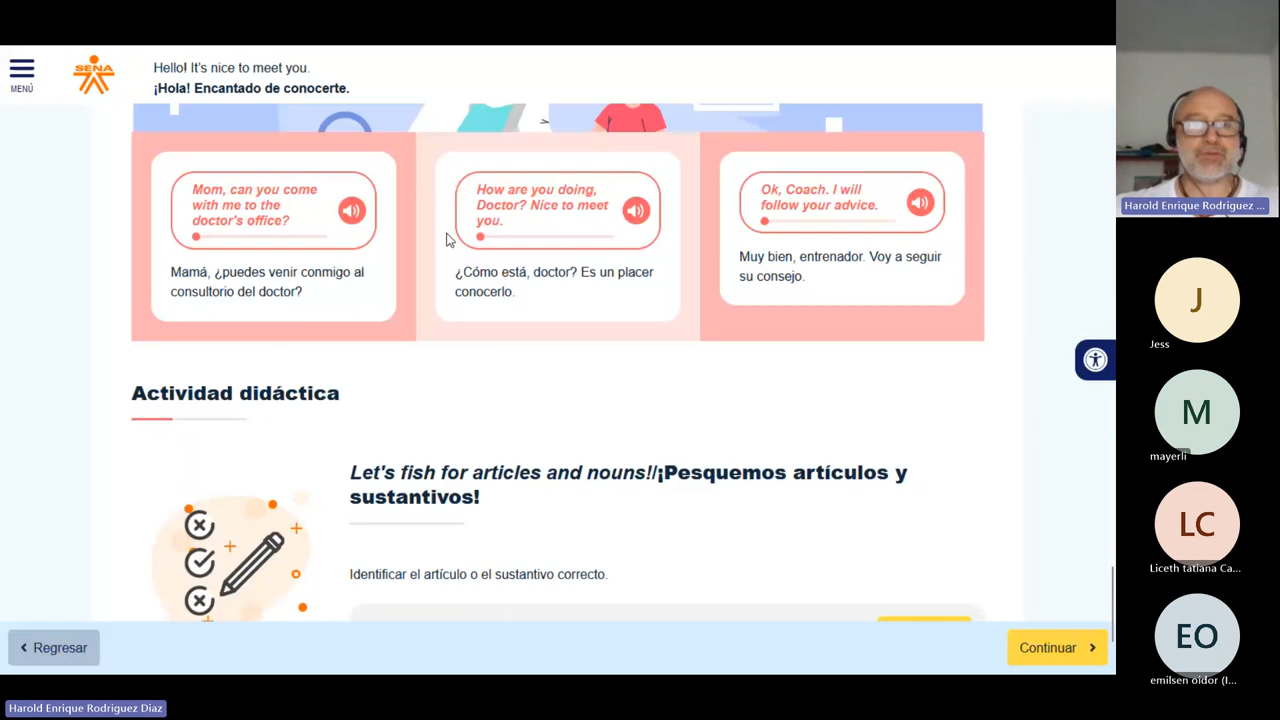 MENÚ
SENA
Hello! It's nice to meet you.
¡Hola! Encantado de conocerte.
Mom, can you come
with me to the
doctor's office?
Mamá, ¿puedes venir conmigo al
consultorio del doctor?
How are you doing,
Doctor? Nice to meet
you.
¿Cómo está, doctor? Es un placer
conocerlo.
Ok, Coach. I will
follow your advice.
Muy bien, entrenador. Voy a seguir
su consejo.
Actividad didáctica
Let's fish for articles and nouns!/¡Pesquemos artículos y
sustantivos!
Identificar el artículo o el sustantivo correcto.
Regresar
Continuar
Harold Enrique Rodriguez Diaz
Harold Enrique Rodriguez ...
J
Jess
M
mayerli
LC
Liceth tatiana Ca...
EO
emilsen oidor (I...